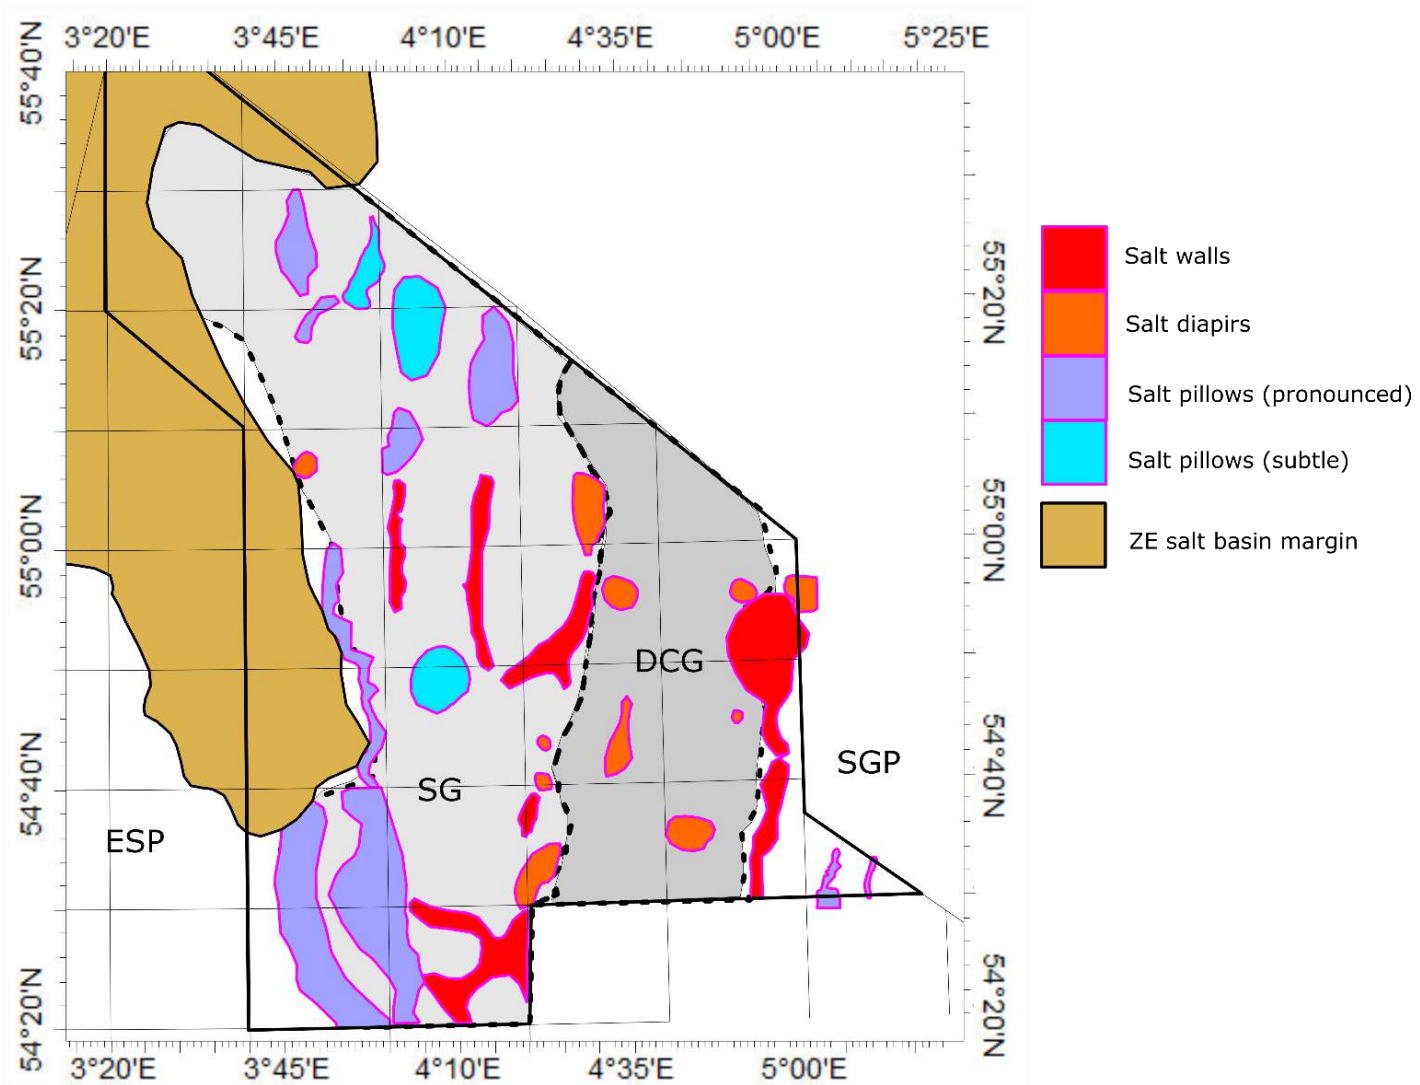 3°20'E 3°45'E 4°10'E 4°35'E 5°00'E 5°25'E
55°40'N
55°20'N
55°00'N
54°40'N
54°20'N
55°20'N
55°00'N
54°40'N
54°20'N
DCG
SGP
SG
ESP
3°20'E 3°45'E 4°10'E 4°35'E 5°00'E
Salt walls
Salt diapirs
Salt pillows (pronounced)
Salt pillows (subtle)
ZE salt basin margin